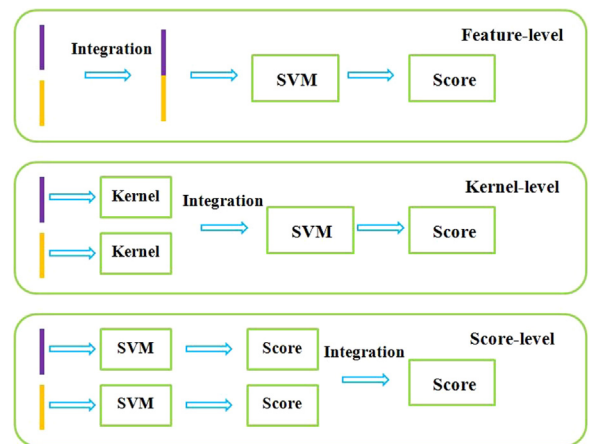 Feature-level
Integration
SVM
Score
Kernel-level
Kernel
Integration
Kernel
SVM
Score
Score-level
SVM
Score
Integration
Score
SVM
Score